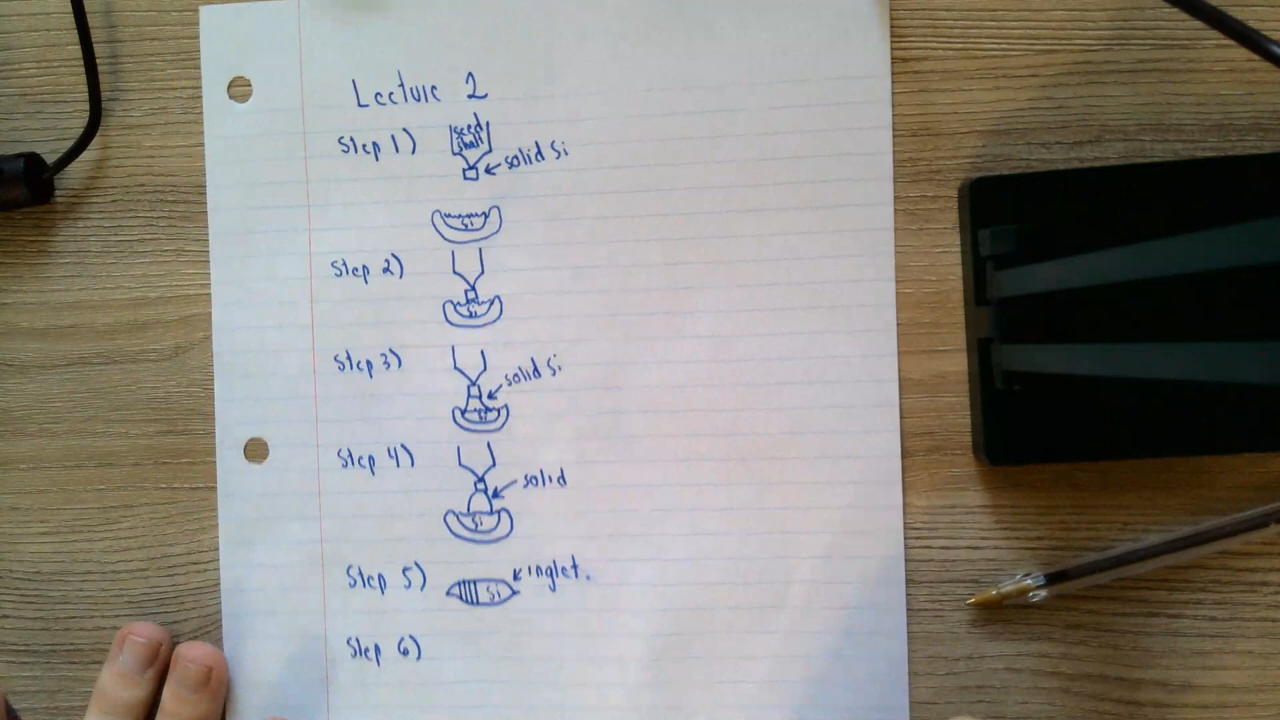 Lecture 2
Step 1)
seed
shaft
solid Si
Si
Step 2)
Si
Step 3)
solid Si
Si
Step 4)
solid
Si
Step 5)
inglet.
Si
Step 6)